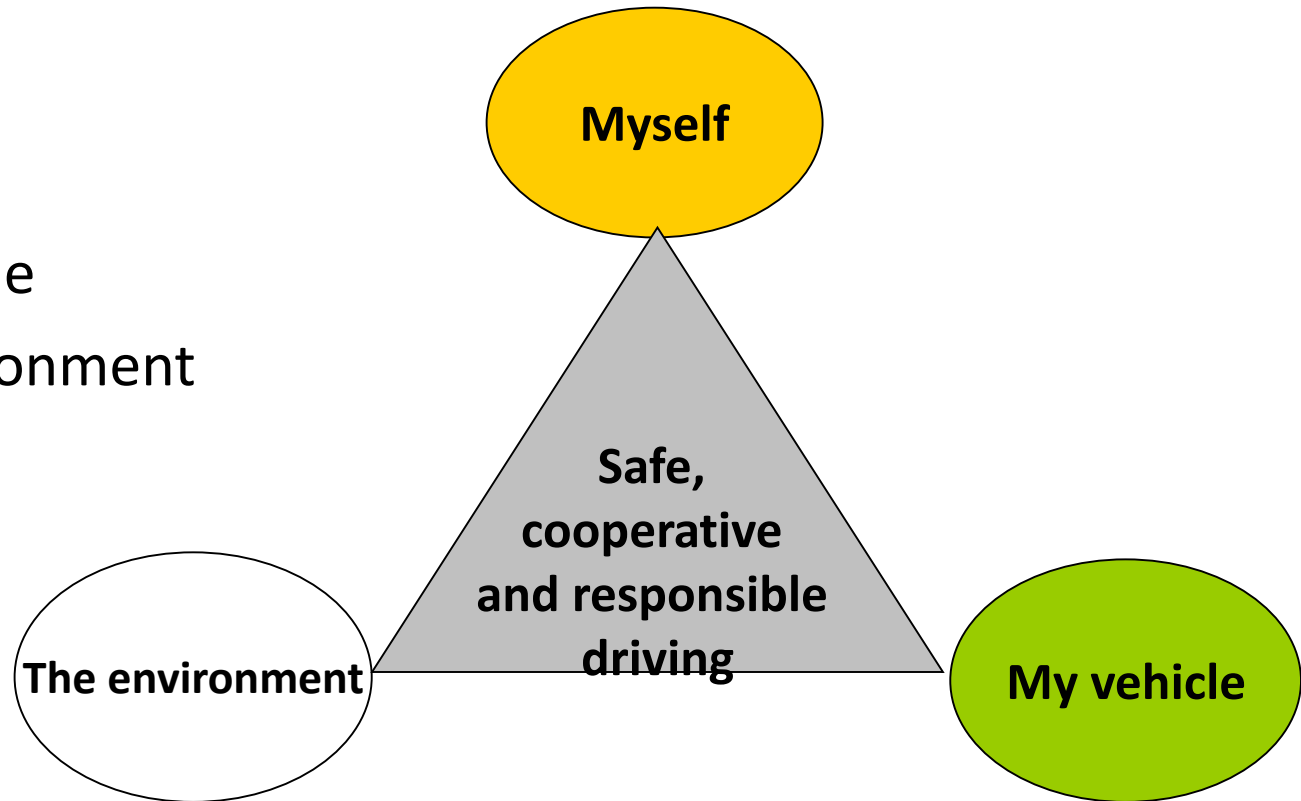 Myself
e
onment
Safe,
cooperative
and responsible
driving
The environment
My vehicle